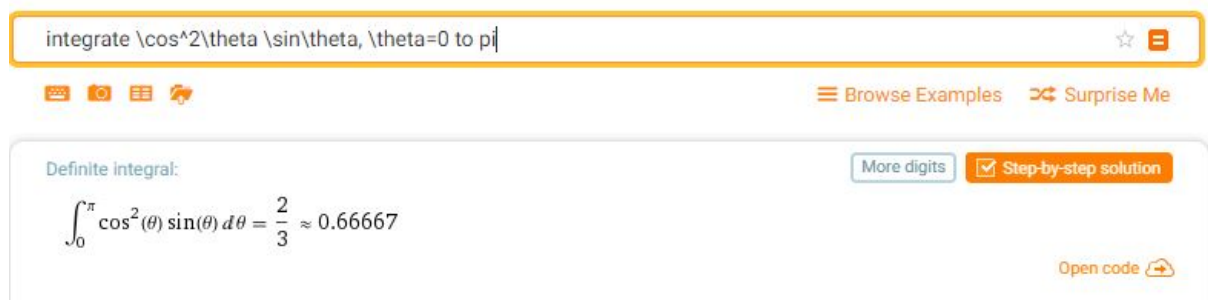 integrate \cos^2\theta \sin\theta, \theta=0 to pi
Browse Examples Surprise Me
Definite integral:
More digits Step-by-step solution
∫₀^π cos²(θ) sin(θ) dθ = 2/3 ≈ 0.66667
Open code